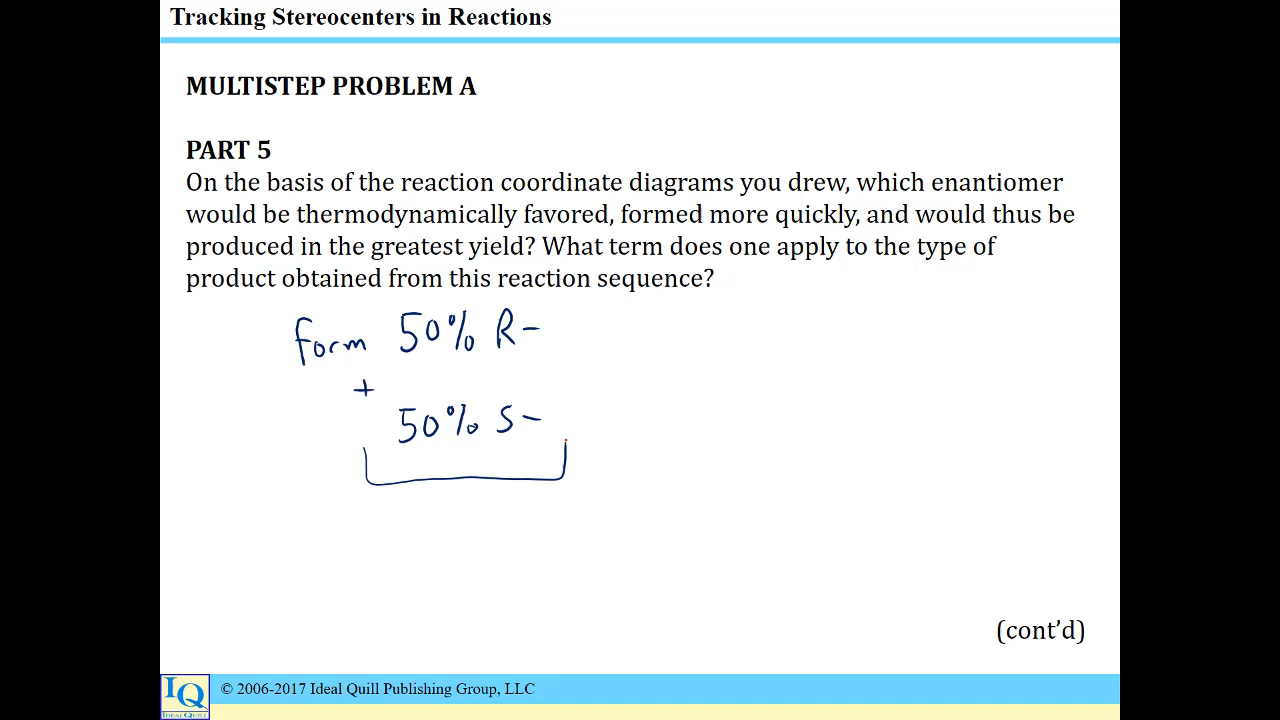 Tracking Stereocenters in Reactions
MULTISTEP PROBLEM A
PART 5
On the basis of the reaction coordinate diagrams you drew, which enantiomer
would be thermodynamically favored, formed more quickly, and would thus be
produced in the greatest yield? What term does one apply to the type of
product obtained from this reaction sequence?
Form 50% R-
+
50% S-
(cont’d)
IQ
IDEAL QUILL
© 2006-2017 Ideal Quill Publishing Group, LLC